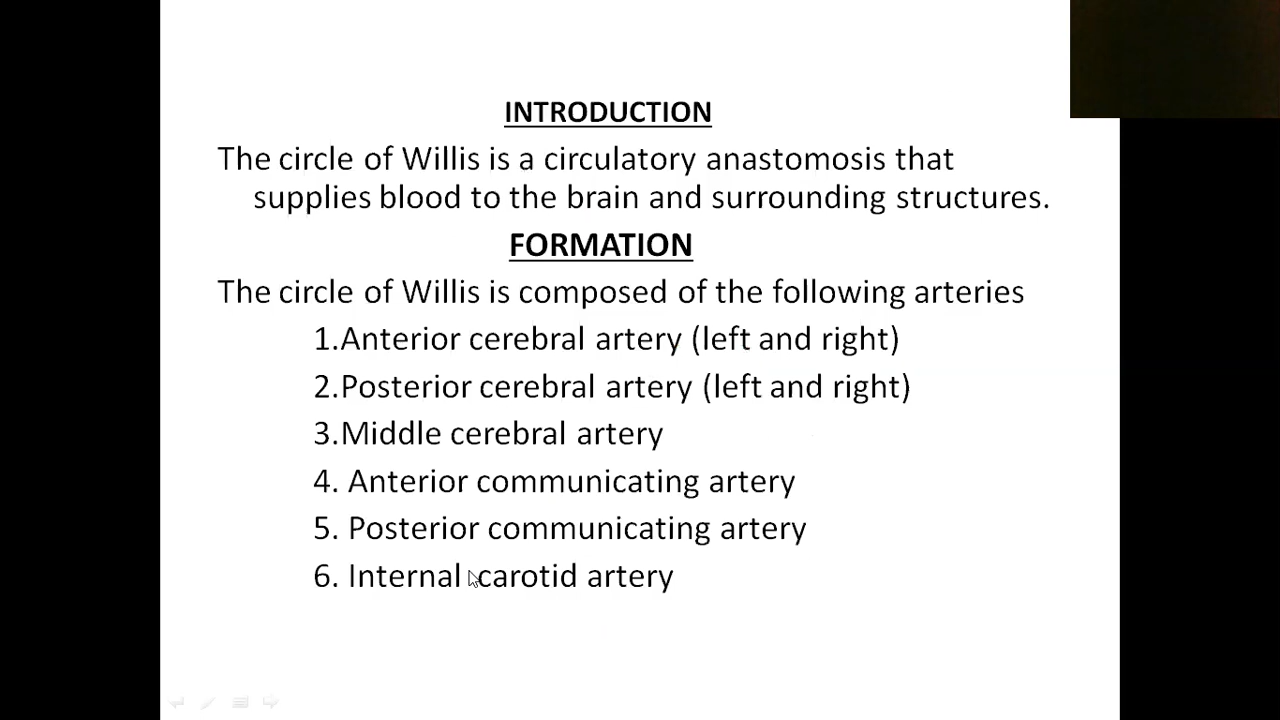 INTRODUCTION
The circle of Willis is a circulatory anastomosis that
supplies blood to the brain and surrounding structures.
FORMATION
The circle of Willis is composed of the following arteries
1.Anterior cerebral artery (left and right)
2.Posterior cerebral artery (left and right)
3.Middle cerebral artery
4. Anterior communicating artery
5. Posterior communicating artery
6. Internal carotid artery